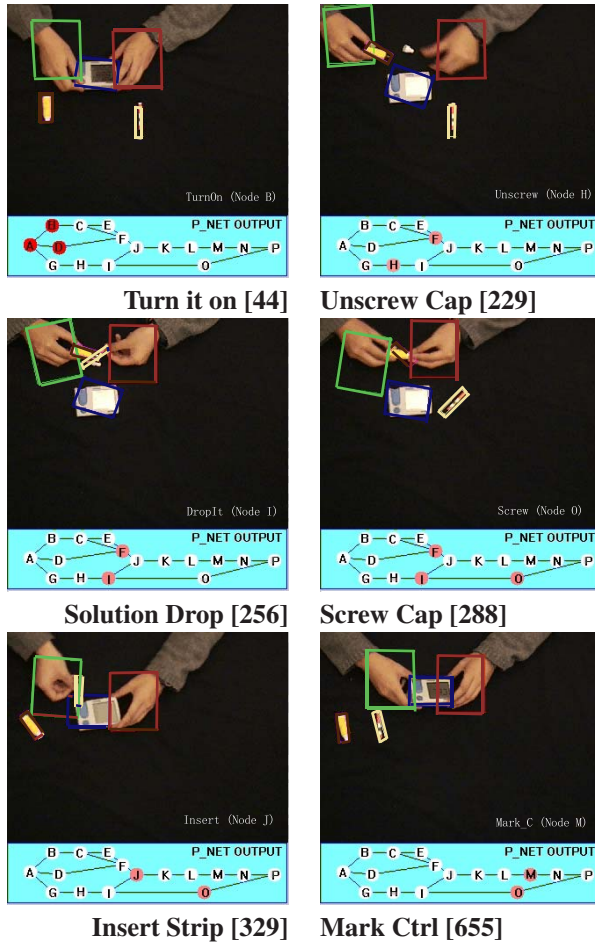 TurnOn (Node B)
Unscrew (Node H)
B C E P_NET OUTPUT
A D F J K L M N P
G H I O
B C E P_NET OUTPUT
A D F J K L M N P
G H I O
Turn it on [44] Unscrew Cap [229]
DropIt (Node I)
Screw (Node O)
B C E P_NET OUTPUT
A D F J K L M N P
G H I O
B C E P_NET OUTPUT
A D F J K L M N P
G H I O
Solution Drop [256] Screw Cap [288]
Insert (Node J)
Mark_C (Node M)
B C E P_NET OUTPUT
A D F J K L M N P
G H I O
B C E P_NET OUTPUT
A D F J K L M N P
G H I O
Insert Strip [329] Mark Ctrl [655]